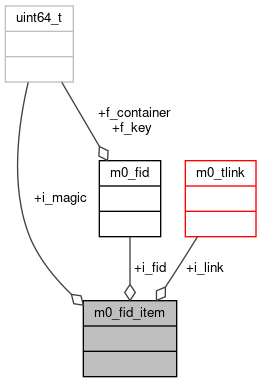 uint64_t
+f_container
+f_key
m0_fid
m0_tlink
+i_magic
+i_fid
+i_link
m0_fid_item